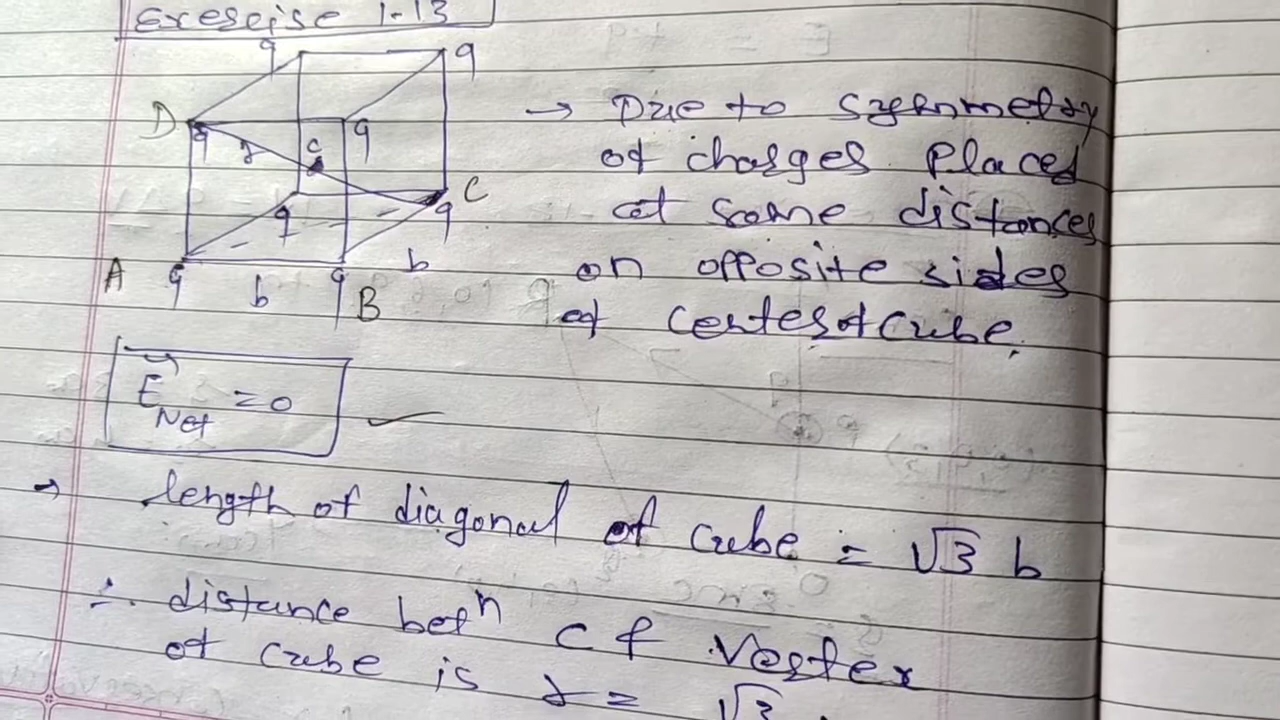 Exercise 1.13
q
q
D
q
r
c
q
C
q
q
A
q
b
q
B
b
→ Due to symmetry
of charges Placed
at same distances
on opposite sides
of center of cube.
E Net = 0
→ length of diagonal of cube = √3 b
∴ distance betⁿ C & Vertex
of cube is r = √3